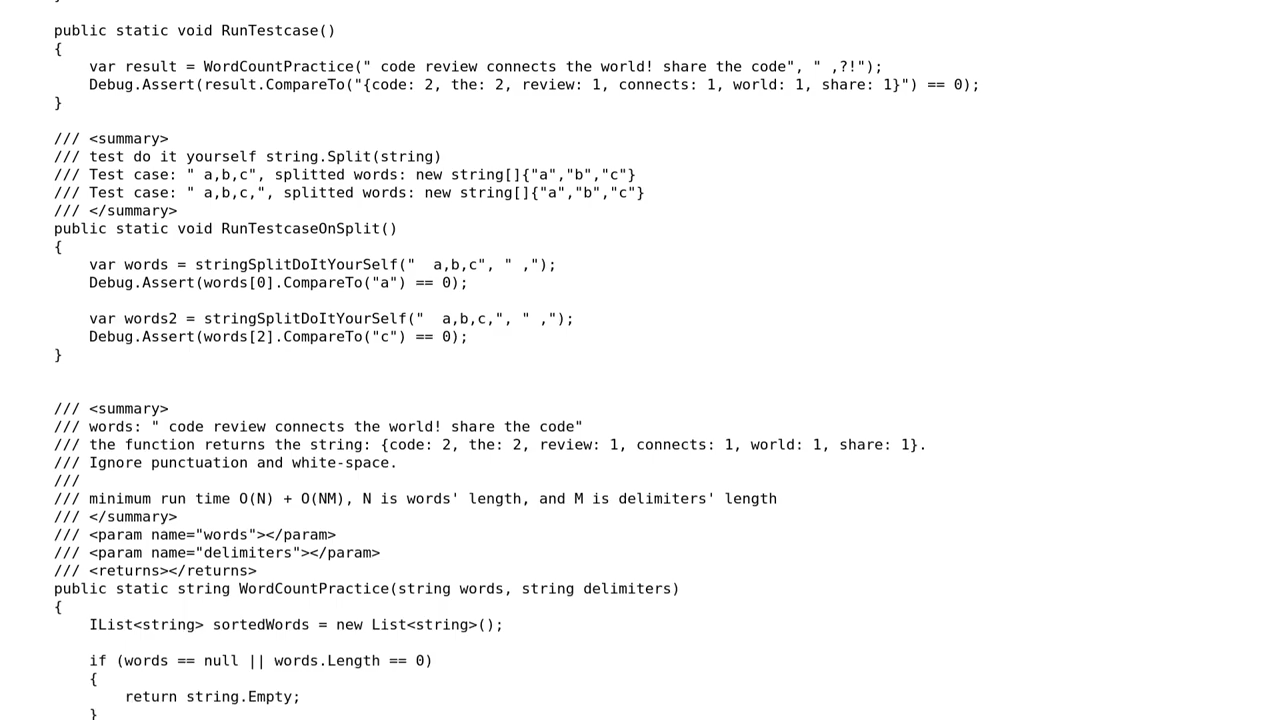 public static void RunTestcase()
{
var result = WordCountPractice(" code review connects the world! share the code", " ,?!");
Debug.Assert(result.CompareTo("{code: 2, the: 2, review: 1, connects: 1, world: 1, share: 1}") == 0);
}
/// <summary>
/// test do it yourself string.Split(string)
/// Test case: " a,b,c", splitted words: new string[]{"a","b","c"}
/// Test case: " a,b,c,", splitted words: new string[]{"a","b","c"}
/// </summary>
public static void RunTestcaseOnSplit()
{
var words = stringSplitDoItYourSelf("  a,b,c", " ,");
Debug.Assert(words[0].CompareTo("a") == 0);
var words2 = stringSplitDoItYourSelf("  a,b,c,", " ,");
Debug.Assert(words[2].CompareTo("c") == 0);
}
/// <summary>
/// words: " code review connects the world! share the code"
/// the function returns the string: {code: 2, the: 2, review: 1, connects: 1, world: 1, share: 1}.
/// Ignore punctuation and white-space.
///
/// minimum run time O(N) + O(NM), N is words' length, and M is delimiters' length
/// </summary>
/// <param name="words"></param>
/// <param name="delimiters"></param>
/// <returns></returns>
public static string WordCountPractice(string words, string delimiters)
{
IList<string> sortedWords = new List<string>();
if (words == null || words.Length == 0)
{
return string.Empty;
}